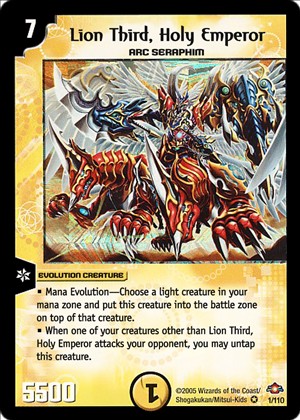 7 Lion Third, Holy Emperor
ARC SERAPHIM
EVOLUTION CREATURE
▪ Mana Evolution—Choose a light creature in your
mana zone and put this creature into the battle zone
on top of that creature.
▪ When one of your creatures other than Lion Third,
Holy Emperor attacks your opponent, you may untap
this creature.
5500
1
©2005 Wizards of the Coast/
Shogakukan/Mitsui-Kids
1/110